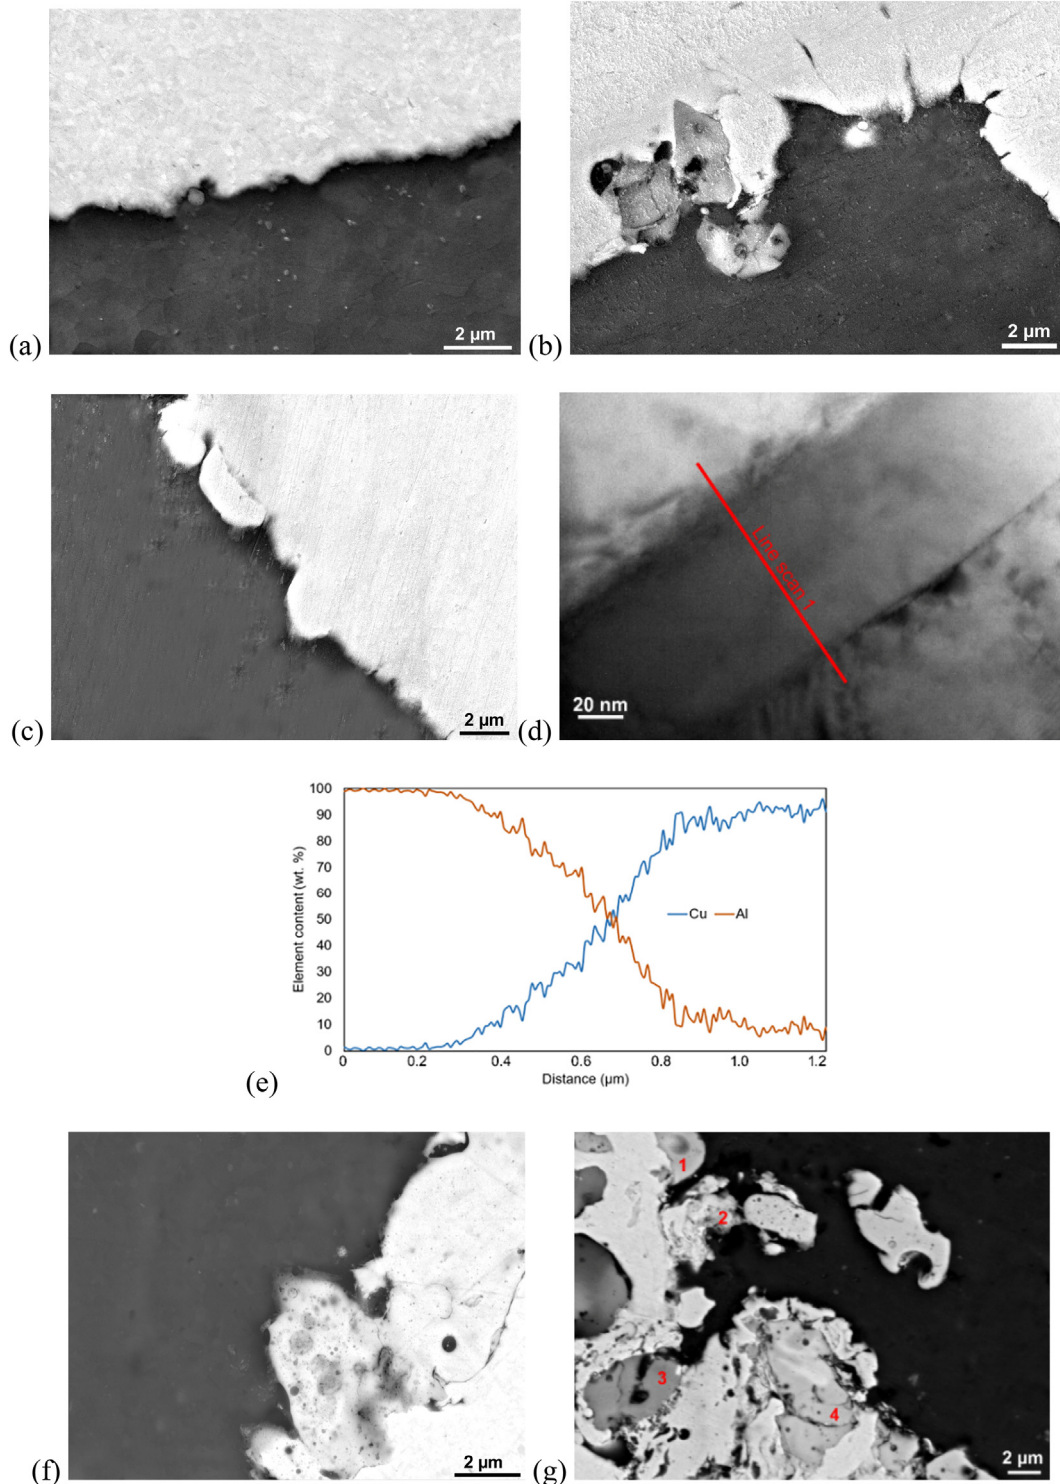 2 µm
(a)
2 µm
(b)
2 µm
(c)
Line scan 1
20 nm
(d)
100
90
80
70
60
50
40
30
20
10
0
Element content (wt. %)
Cu
Al
0
0.2
0.4
0.6
0.8
1.0
1.2
Distance (µm)
(e)
2 µm
(f)
1
2
3
4
2 µm
(g)